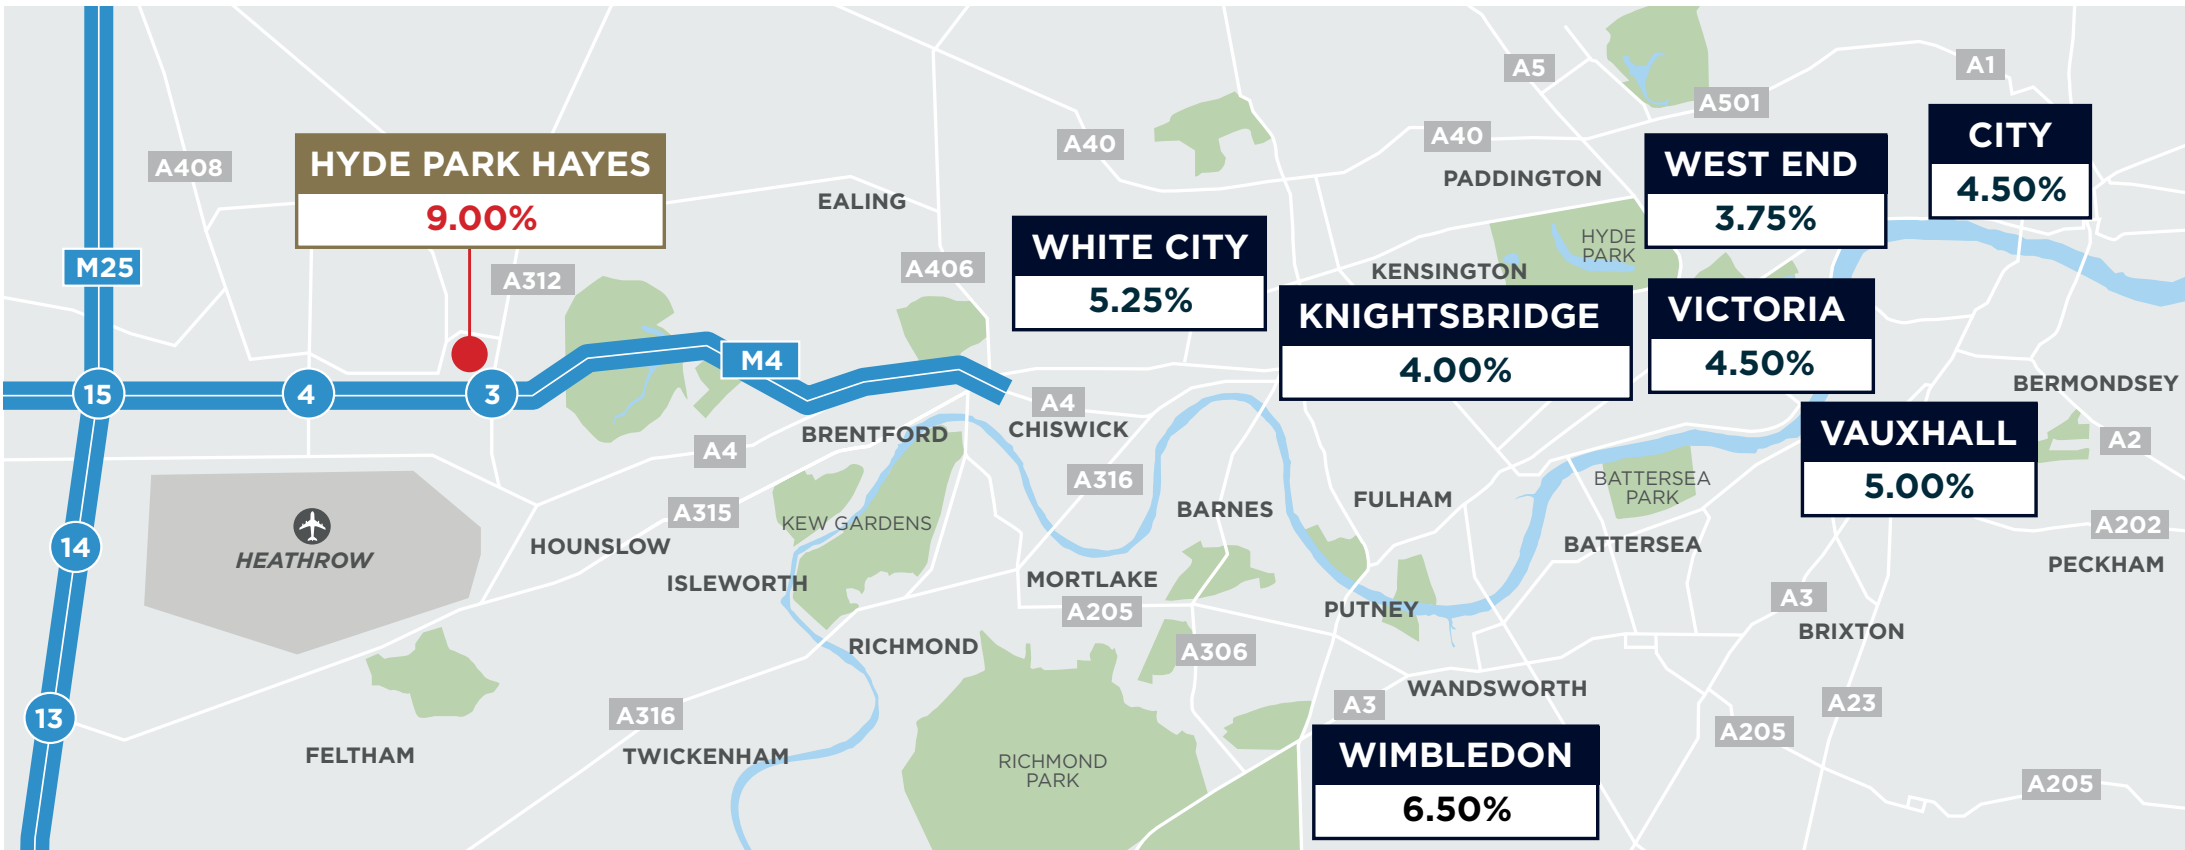 A5
A1
A501
CITY
4.50%
A408
HYDE PARK HAYES
9.00%
A40
A40
WEST END
3.75%
PADDINGTON
EALING
WHITE CITY
5.25%
HYDE
PARK
M25
A312
A406
KENSINGTON
KNIGHTSBRIDGE
4.00%
VICTORIA
4.50%
M4
15
4
3
BERMONDSEY
A4
CHISWICK
BRENTFORD
A4
VAUXHALL
5.00%
A2
A316
BATTERSEA
PARK
A315
KEW GARDENS
BARNES
FULHAM
A202
HEATHROW
14
HOUNSLOW
BATTERSEA
PECKHAM
ISLEWORTH
MORTLAKE
A205
PUTNEY
A3
BRIXTON
RICHMOND
A306
WANDSWORTH
13
A316
A3
A23
A205
FELTHAM
TWICKENHAM
RICHMOND
PARK
WIMBLEDON
6.50%
A205